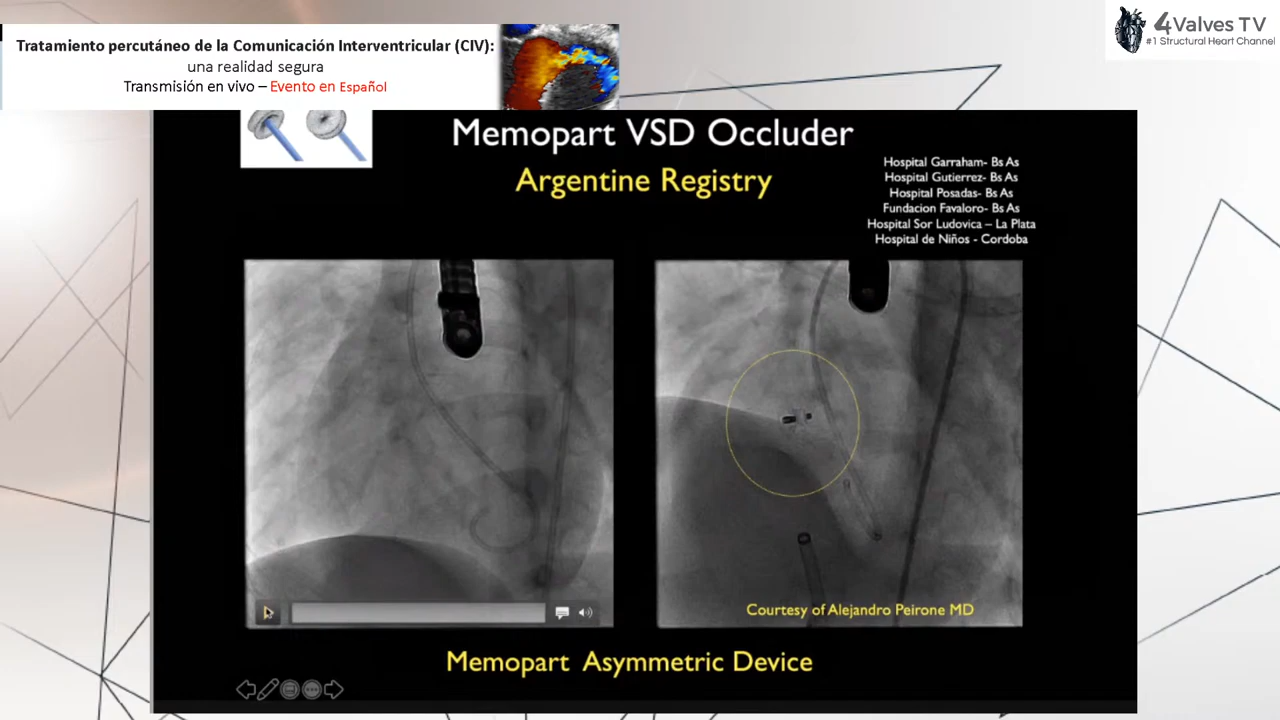 Tratamiento percutáneo de la Comunicación Interventricular (CIV):
una realidad segura
Transmisión en vivo – Evento en Español
4Valves TV
#1 Structural Heart Channel
Memopart VSD Occluder
Argentine Registry
Hospital Garraham- Bs As
Hospital Gutierrez- Bs As
Hospital Posadas- Bs As
Fundacion Favaloro- Bs As
Hospital Sor Ludovica – La Plata
Hospital de Niños - Cordoba
Courtesy of Alejandro Peirone MD
Memopart Asymmetric Device